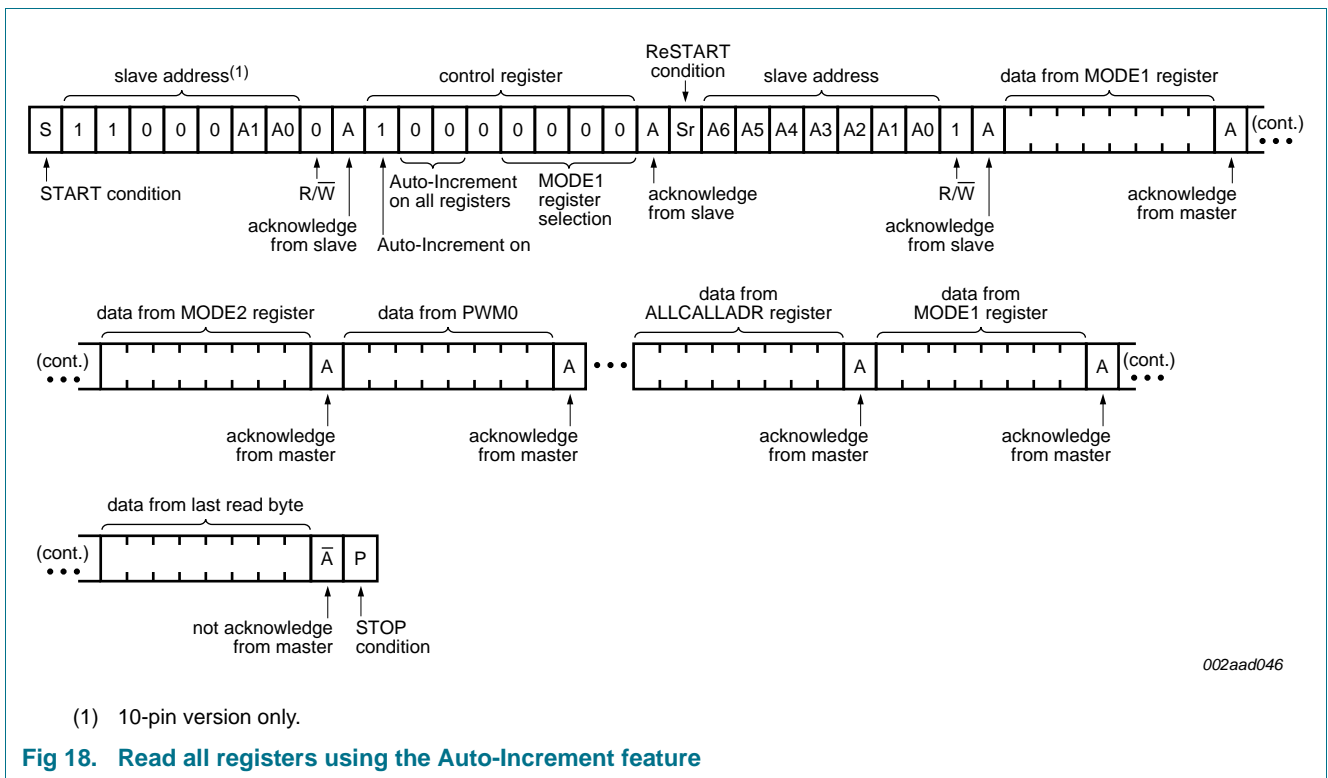 ReSTART
condition
slave address(1) control register slave address data from MODE1 register
S 1 1 0 0 0 A1 A0 0 A 1 0 0 0 0 0 0 0 A Sr A6 A5 A4 A3 A2 A1 A0 1 A A (cont.)
START condition R/W̅ Auto-Increment on all registers MODE1 register selection acknowledge from slave R/W̅ acknowledge from master
acknowledge from slave Auto-Increment on acknowledge from slave
data from MODE2 register data from PWM0 data from ALLCALLADR register data from MODE1 register
(cont.) A A A A (cont.)
acknowledge from master acknowledge from master acknowledge from master acknowledge from master
data from last read byte
(cont.) A̅ P
not acknowledge from master STOP condition
002aad046
(1) 10-pin version only.
Fig 18. Read all registers using the Auto-Increment feature